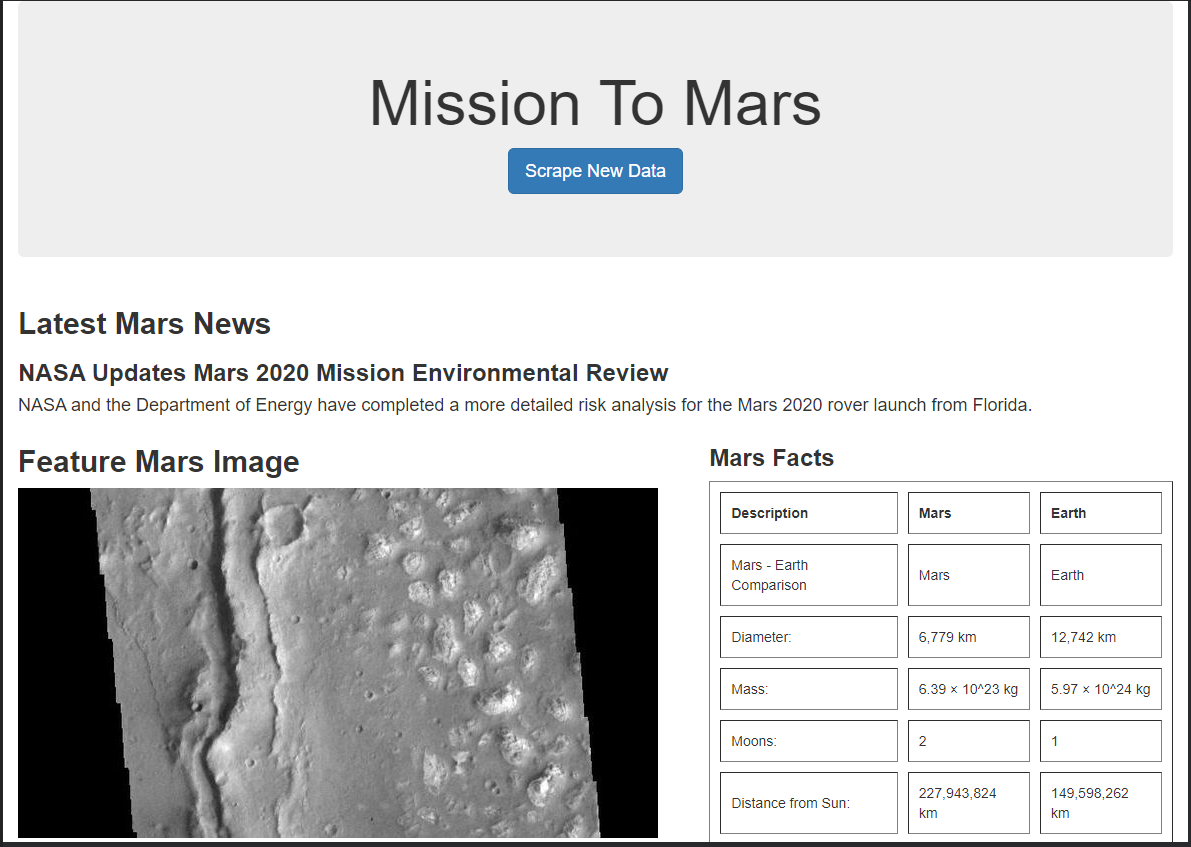 Mission To Mars
Scrape New Data
Latest Mars News
NASA Updates Mars 2020 Mission Environmental Review
NASA and the Department of Energy have completed a more detailed risk analysis for the Mars 2020 rover launch from Florida.
Feature Mars Image
Mars Facts
Description Mars Earth
Mars - Earth
Comparison
Mars Earth
Diameter: 6,779 km 12,742 km
Mass: 6.39 × 10^23 kg 5.97 × 10^24 kg
Moons: 2 1
Distance from Sun:
227,943,824
km
149,598,262
km